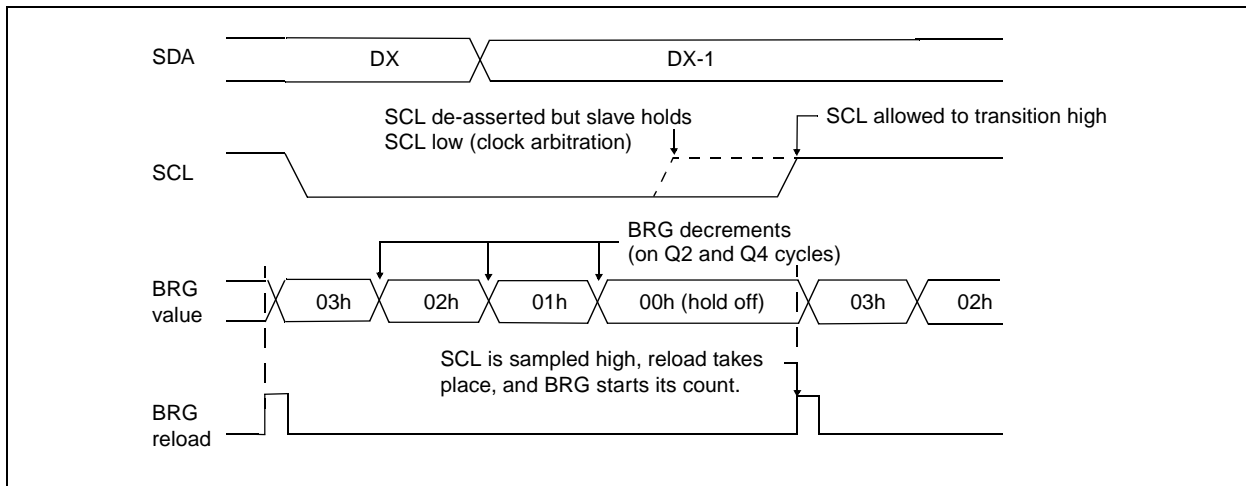 SDA
DX
DX-1
SCL de-asserted but slave holds
SCL low (clock arbitration)
SCL allowed to transition high
SCL
BRG decrements
(on Q2 and Q4 cycles)
BRG
value
03h
02h
01h
00h (hold off)
03h
02h
SCL is sampled high, reload takes
place, and BRG starts its count.
BRG
reload